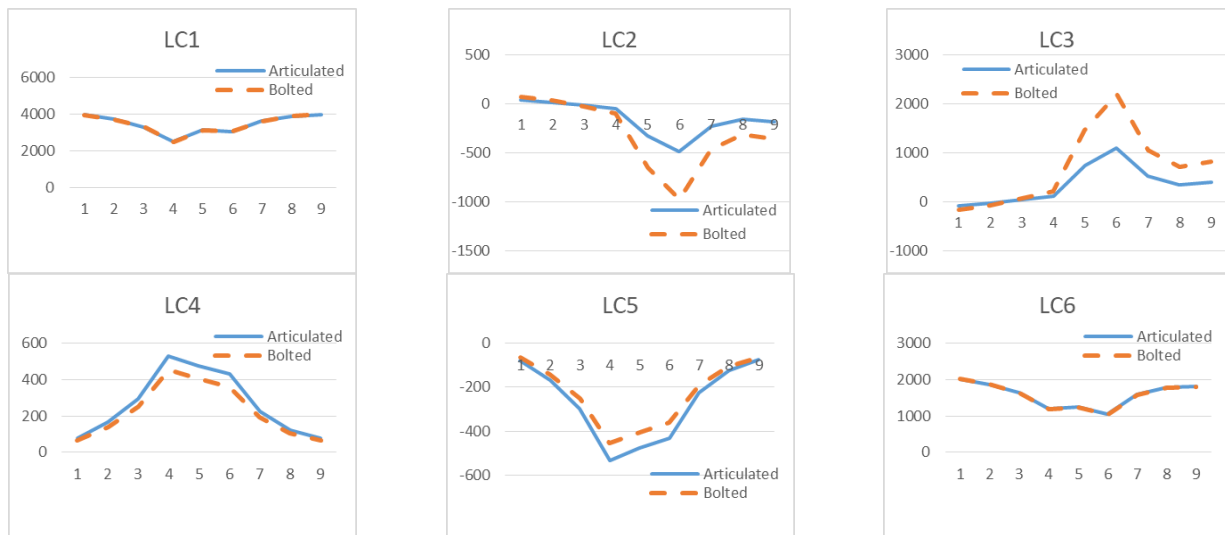 LC1
Articulated
Bolted
6000
4000
2000
0
1 2 3 4 5 6 7 8 9
LC2
500
0
-500
-1000
-1500
1 2 3 4 5 6 7 8 9
Articulated
Bolted
LC3
3000
2000
1000
0
-1000
Articulated
Bolted
1 2 3 4 5 6 7 8 9
LC4
Articulated
Bolted
600
400
200
0
1 2 3 4 5 6 7 8 9
LC5
0
-200
-400
-600
1 2 3 4 5 6 7 8 9
Articulated
Bolted
LC6
Articulated
Bolted
3000
2000
1000
0
1 2 3 4 5 6 7 8 9